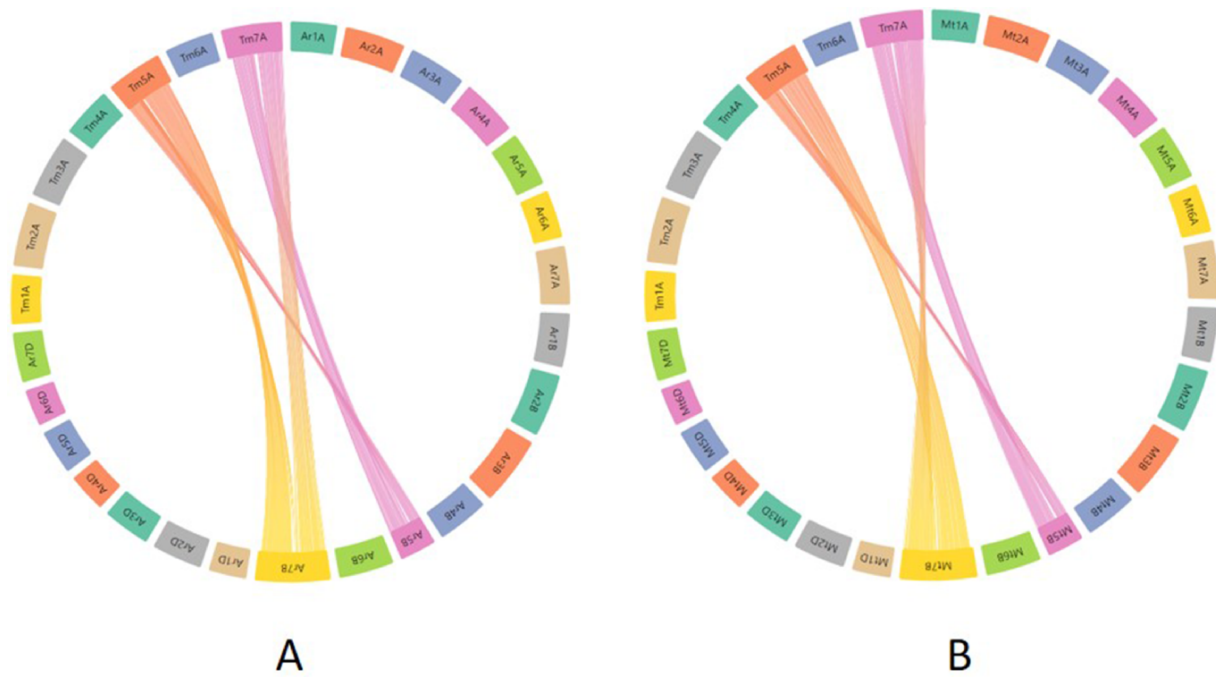 Tm7A
Ar1A
Ar2A
Ar3A
Ar4A
Ar5A
Ar6A
Ar7A
Ar1B
Ar2B
Ar3B
Ar4B
Ar5B
Ar6B
Ar7B
Ar1D
Ar2D
Ar3D
Ar4D
Ar5D
Ar6D
Ar7D
Tm1A
Tm2A
Tm3A
Tm4A
Tm5A
Tm6A
A
Tm7A
Mt1A
Mt2A
Mt3A
Mt4A
Mt5A
Mt6A
Mt7A
Mt1B
Mt2B
Mt3B
Mt4B
Mt5B
Mt6B
Mt7B
Mt1D
Mt2D
Mt3D
Mt4D
Mt5D
Mt6D
Mt7D
Tm1A
Tm2A
Tm3A
Tm4A
Tm5A
Tm6A
B